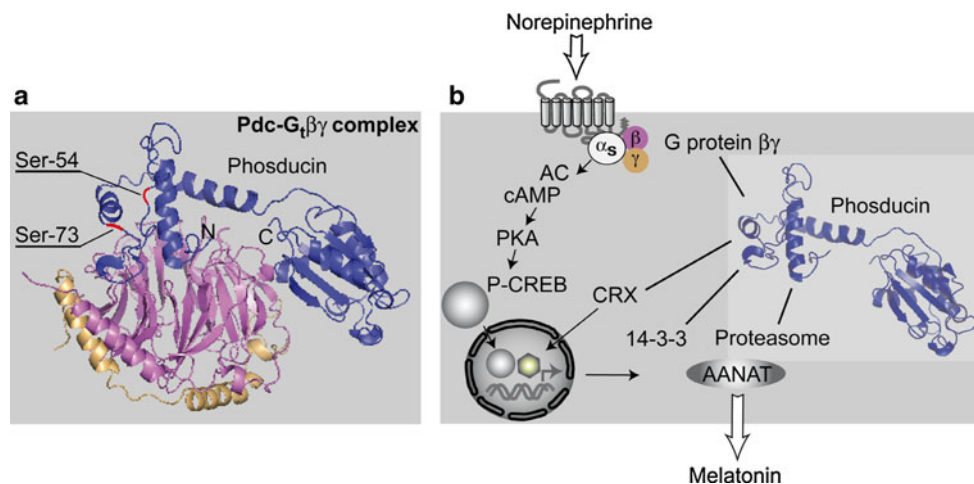 a
Pdc-Gtβγ complex
Ser-54
Phosducin
Ser-73
N
C
b
Norepinephrine
αs
β
γ
G protein βγ
AC
cAMP
Phosducin
PKA
P-CREB
CRX
14-3-3
Proteasome
AANAT
Melatonin